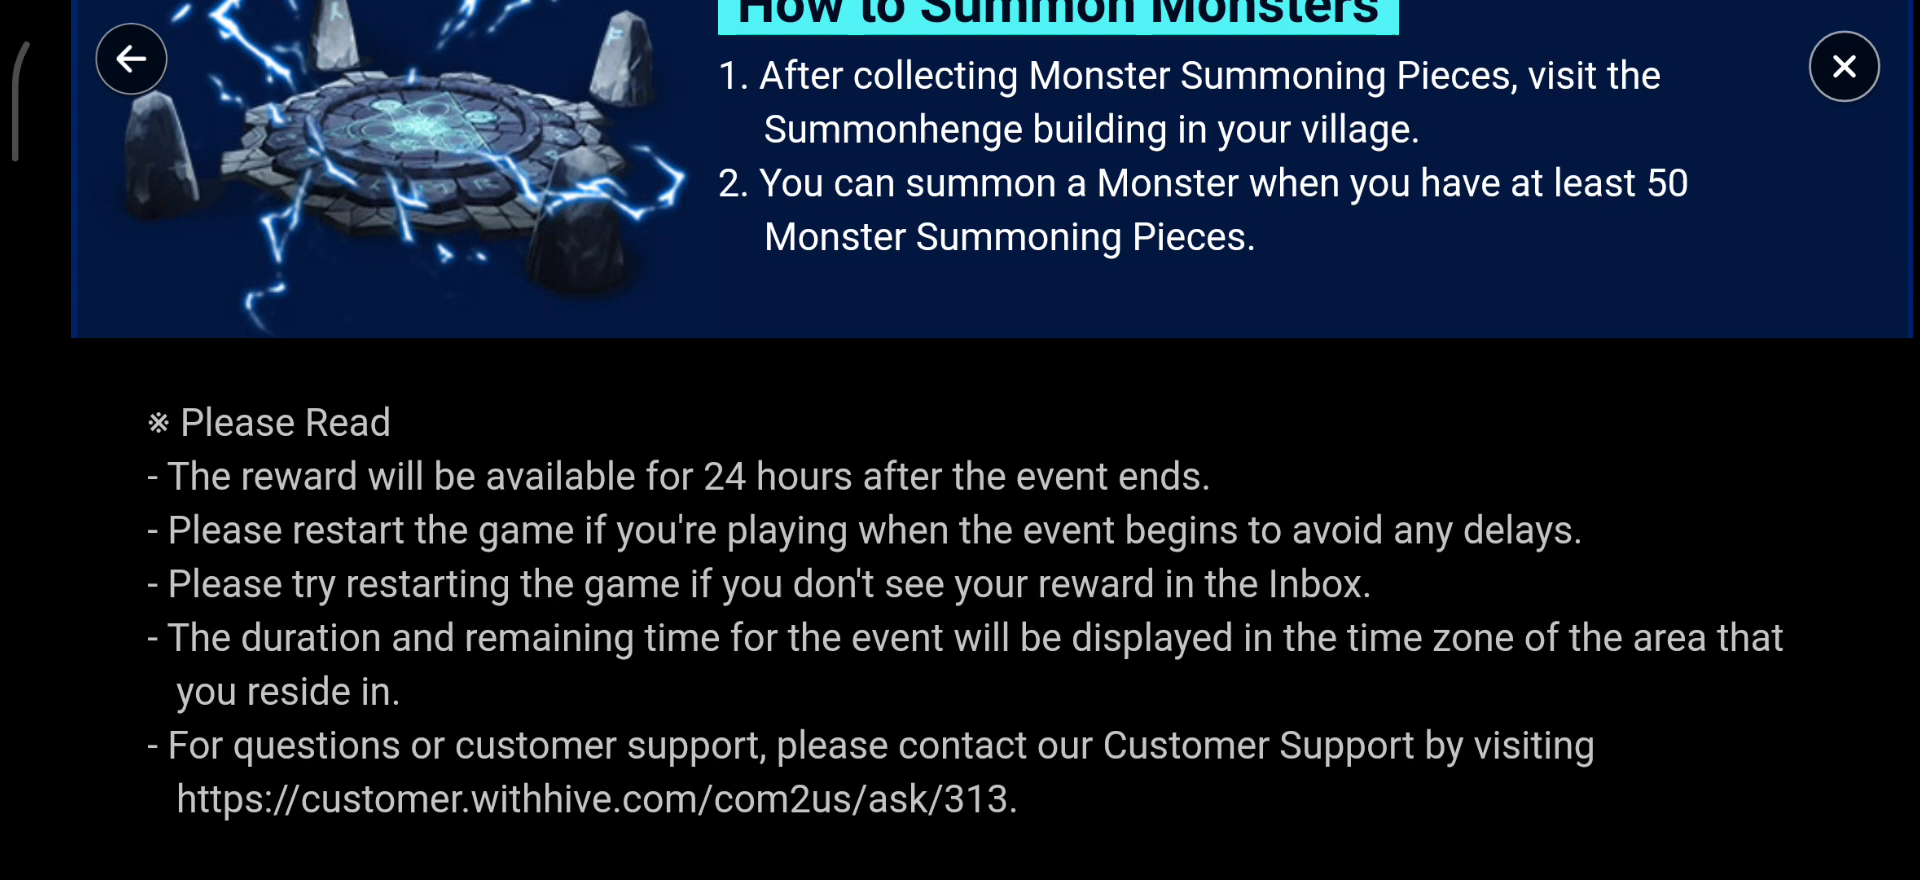 How to Summon Monsters
1. After collecting Monster Summoning Pieces, visit the
Summonhenge building in your village.
2. You can summon a Monster when you have at least 50
Monster Summoning Pieces.
※ Please Read
- The reward will be available for 24 hours after the event ends.
- Please restart the game if you're playing when the event begins to avoid any delays.
- Please try restarting the game if you don't see your reward in the Inbox.
- The duration and remaining time for the event will be displayed in the time zone of the area that
you reside in.
- For questions or customer support, please contact our Customer Support by visiting
https://customer.withhive.com/com2us/ask/313.